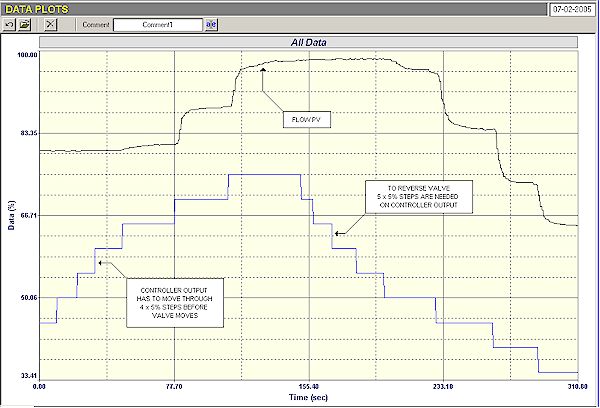 DATA PLOTS
07-02-2005
Comment Comment1 a|e
All Data
100.00
83.35
66.71
50.06
33.41
Data (%)
FLOW PV
TO REVERSE VALVE
5 x 5% STEPS ARE NEEDED
ON CONTROLLER OUTPUT
CONTROLLER OUTPUT
HAS TO MOVE THROUGH
4 x 5% STEPS BEFORE
VALVE MOVES
0.00 77.70 155.40 233.10 310.80
Time (sec)